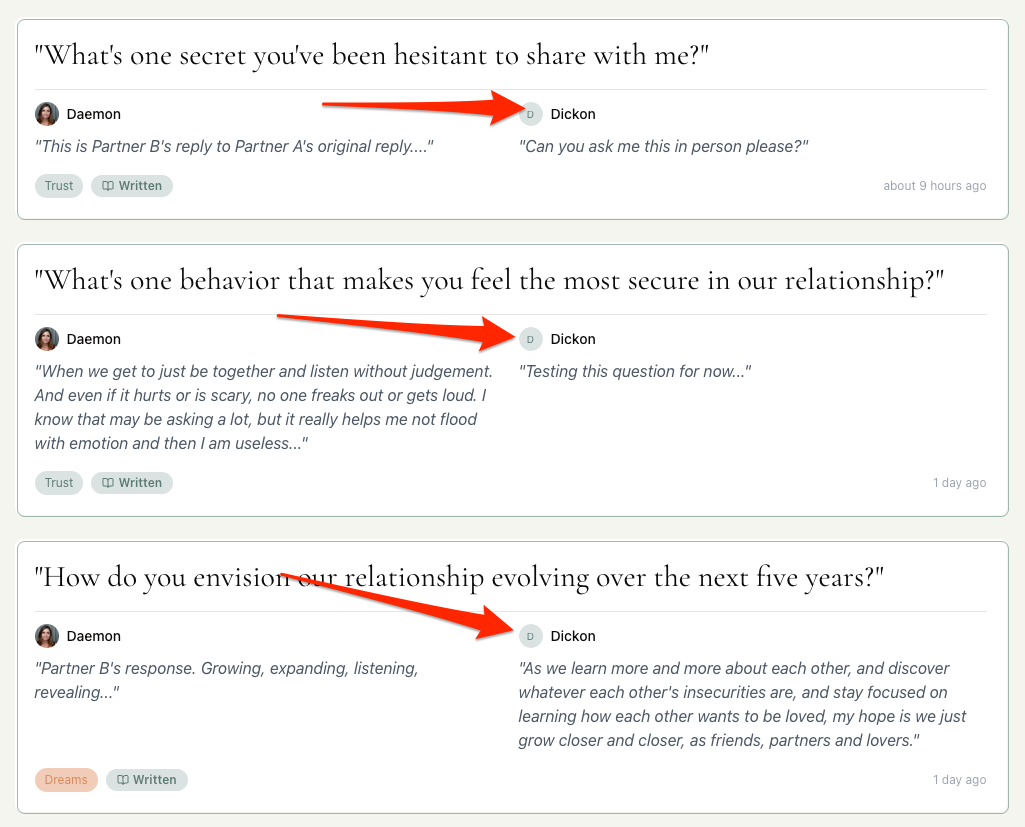 "What's one secret you've been hesitant to share with me?"
Daemon
D
Dickon
"This is Partner B's reply to Partner A's original reply...."
"Can you ask me this in person please?"
Trust
Written
about 9 hours ago
"What's one behavior that makes you feel the most secure in our relationship?"
Daemon
D
Dickon
"When we get to just be together and listen without judgement.
And even if it hurts or is scary, no one freaks out or gets loud. I
know that may be asking a lot, but it really helps me not flood
with emotion and then I am useless..."
"Testing this question for now..."
Trust
Written
1 day ago
"How do you envision our relationship evolving over the next five years?"
Daemon
D
Dickon
"Partner B's response. Growing, expanding, listening,
revealing..."
"As we learn more and more about each other, and discover
whatever each other's insecurities are, and stay focused on
learning how each other wants to be loved, my hope is we just
grow closer and closer, as friends, partners and lovers."
Dreams
Written
1 day ago